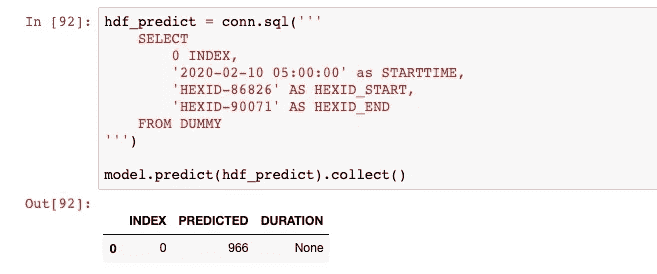 In [92]: hdf_predict = conn.sql('''
SELECT
0 INDEX,
'2020-02-10 05:00:00' as STARTTIME,
'HEXID-86826' AS HEXID_START,
'HEXID-90071' AS HEXID_END
FROM DUMMY
''')
model.predict(hdf_predict).collect()
Out[92]:
INDEX PREDICTED DURATION
0 0 966 None